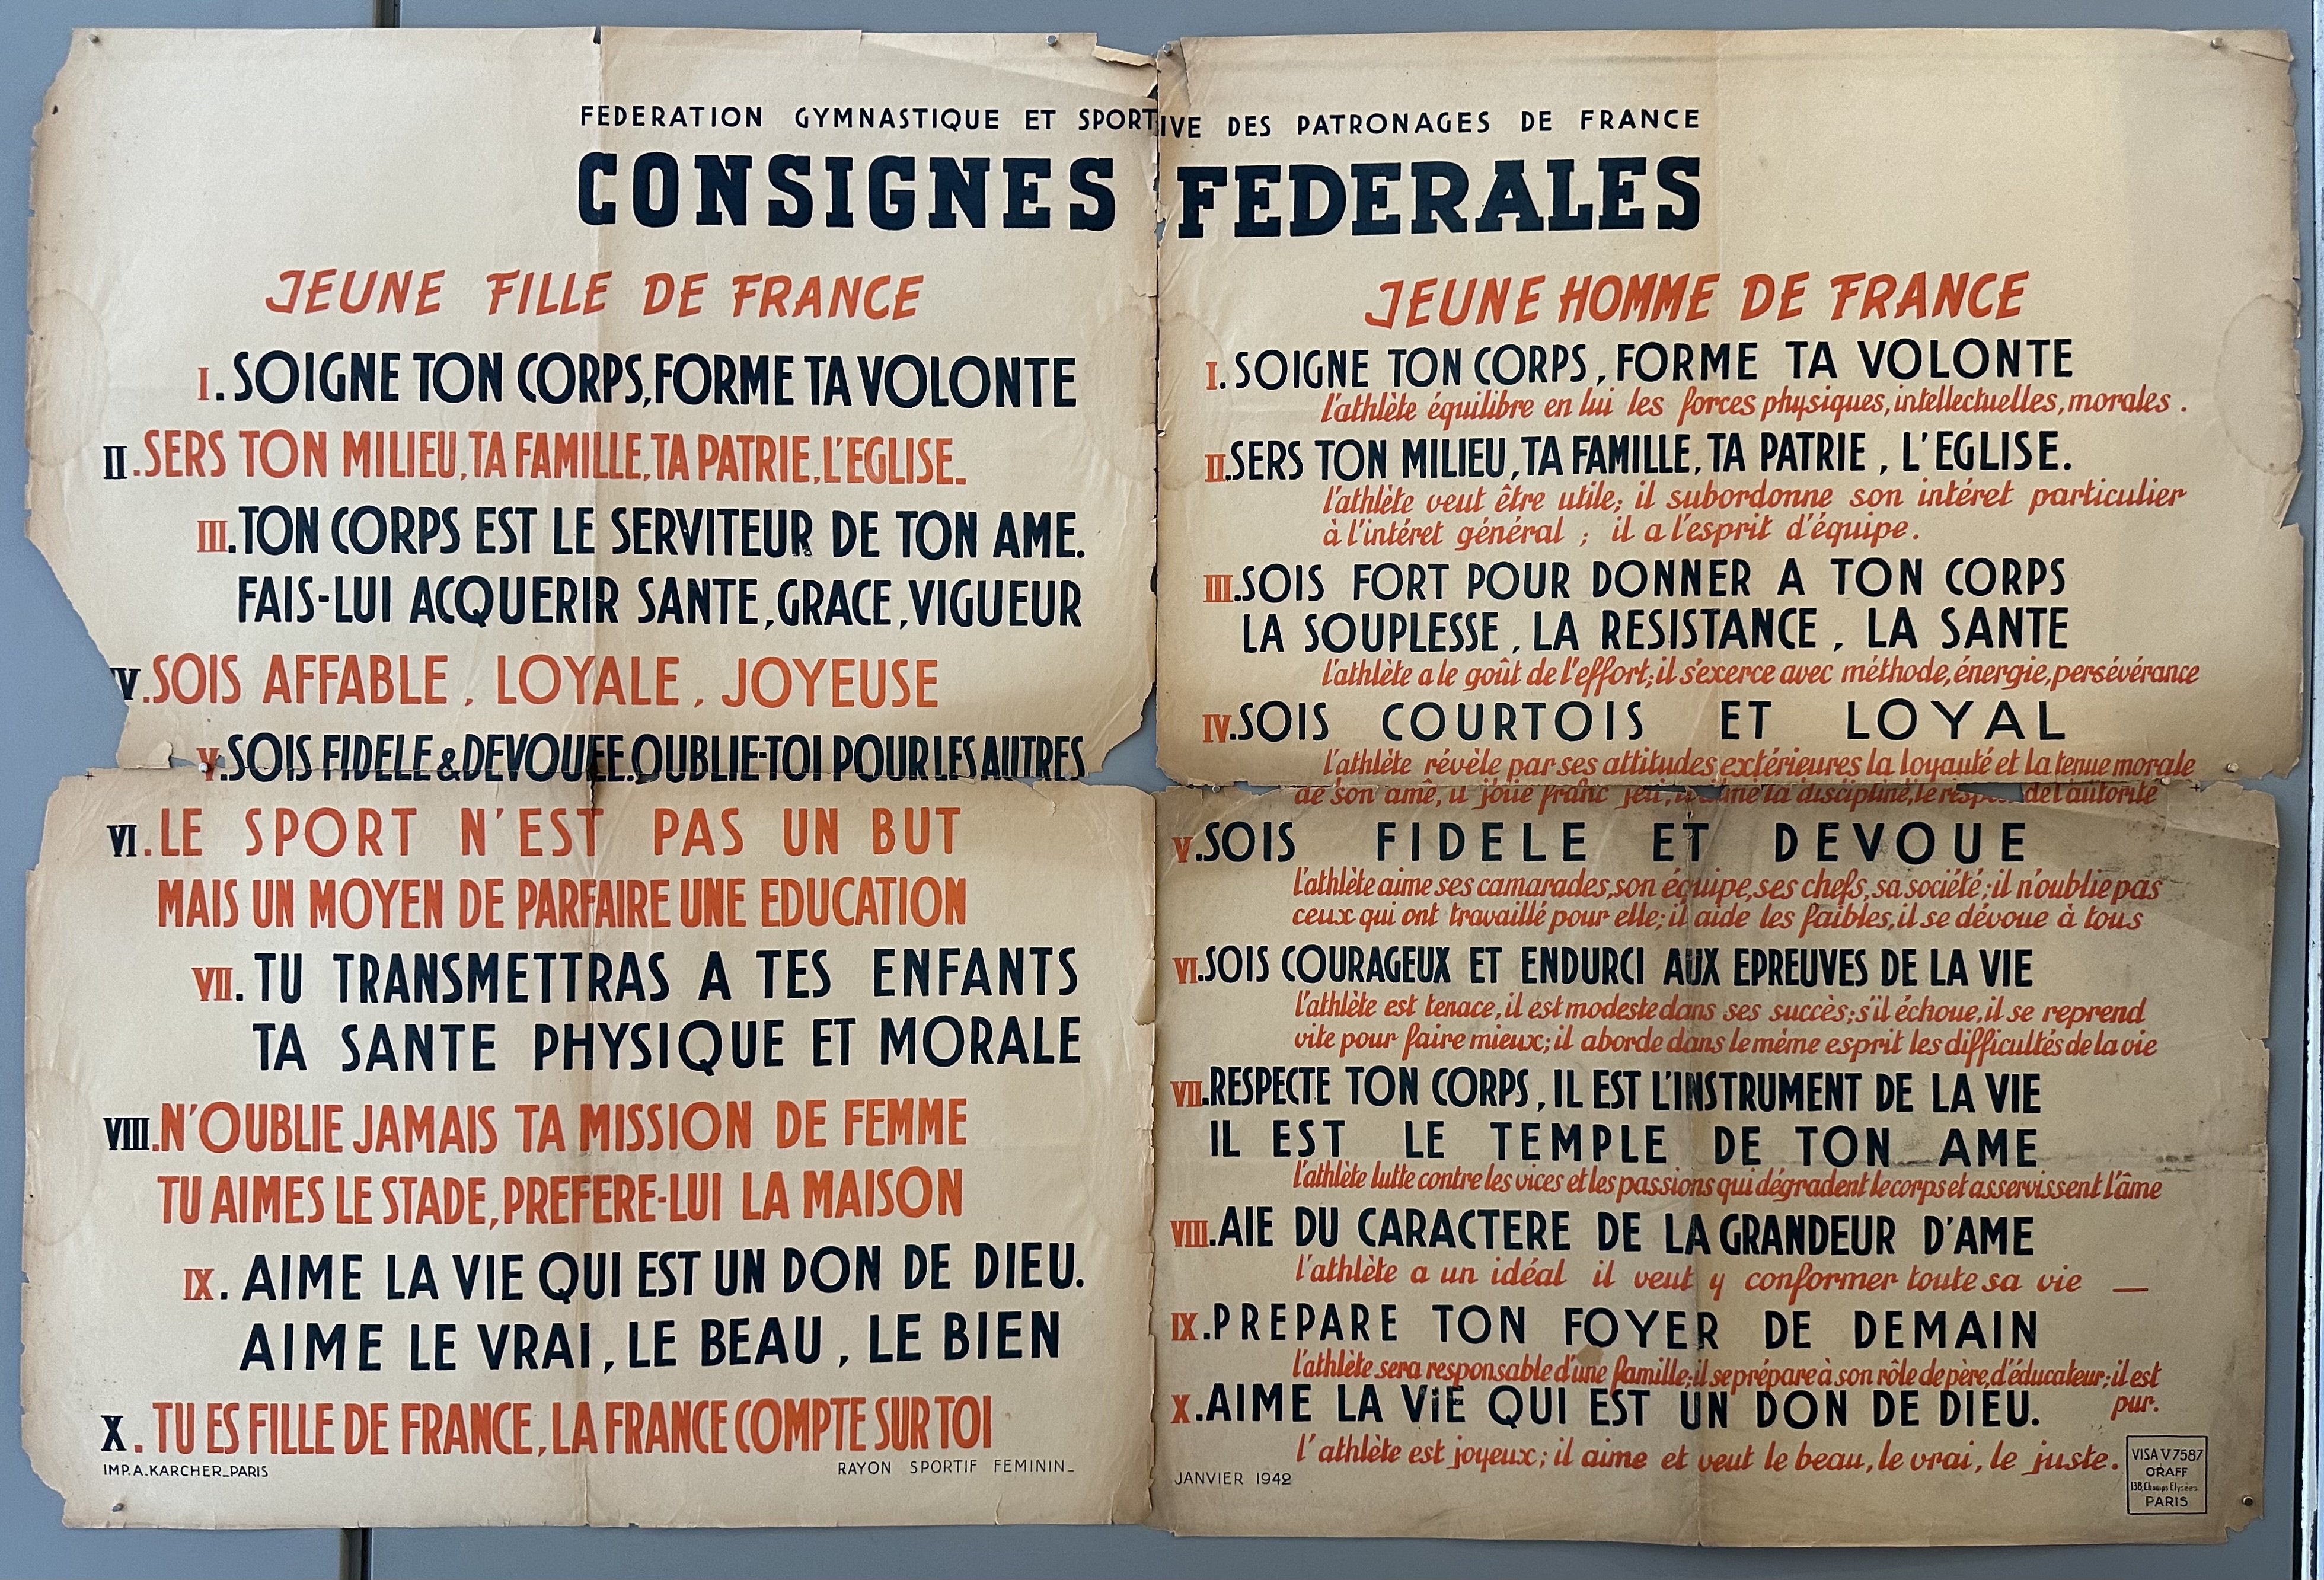 FEDERATION GYMNASTIQUE ET SPORTIVE DES PATRONAGES DE FRANCE
CONSIGNES FEDERALES
JEUNE FILLE DE FRANCE
I. SOIGNE TON CORPS, FORME TA VOLONTE
II. SERS TON MILIEU, TA FAMILLE, TA PATRIE, L'EGLISE.
III. TON CORPS EST LE SERVITEUR DE TON AME.
FAIS-LUI ACQUERIR SANTE, GRACE, VIGUEUR
IV. SOIS AFFABLE, LOYALE, JOYEUSE
V. SOIS FIDELE & DEVOUEE. OUBLIE-TOI POUR LES AUTRES
VI. LE SPORT N'EST PAS UN BUT
MAIS UN MOYEN DE PARFAIRE UNE EDUCATION
VII. TU TRANSMETTRAS A TES ENFANTS
TA SANTE PHYSIQUE ET MORALE
VIII. N'OUBLIE JAMAIS TA MISSION DE FEMME
TU AIMES LE STADE, PREFERE-LUI LA MAISON
IX. AIME LA VIE QUI EST UN DON DE DIEU.
AIME LE VRAI, LE BEAU, LE BIEN
X. TU ES FILLE DE FRANCE, LA FRANCE COMPTE SUR TOI
IMP. A. KARCHER_PARIS
RAYON SPORTIF FEMININ_
JEUNE HOMME DE FRANCE
I. SOIGNE TON CORPS, FORME TA VOLONTE
l'athlète équilibre en lui les forces physiques, intellectuelles, morales.
II. SERS TON MILIEU, TA FAMILLE, TA PATRIE, L'EGLISE.
l'athlète veut être utile; il subordonne son intéret particulier
à l'intéret général ; il a l'esprit d'équipe.
III. SOIS FORT POUR DONNER A TON CORPS
LA SOUPLESSE, LA RESISTANCE, LA SANTE
l'athlète a le goût de l'effort; il s'exerce avec méthode, énergie, persévérance
IV. SOIS COURTOIS ET LOYAL
l'athlète révèle par ses attitudes extérieures la loyauté et la tenue morale
de son ame, il joue franc jeu, il aime la discipline, le respect de l'autorité
V. SOIS FIDELE ET DEVOUE
l'athlète aime ses camarades, son équipe, ses chefs, sa société; il n'oublie pas
ceux qui ont travaillé pour elle; il aide les faibles, il se dévoue à tous
VI. SOIS COURAGEUX ET ENDURCI AUX EPREUVES DE LA VIE
l'athlète est tenace, il est modeste dans ses succès; s'il échoue, il se reprend
vite pour faire mieux; il aborde dans le méme esprit les difficultés de la vie
VII. RESPECTE TON CORPS, IL EST L'INSTRUMENT DE LA VIE
IL EST LE TEMPLE DE TON AME
l'athlète lutte contre les vices et les passions qui dégradent le corps et asservissent l'âme
VIII. AIE DU CARACTERE DE LA GRANDEUR D'AME
l'athlète a un idéal il veut y conformer toute sa vie —
IX. PREPARE TON FOYER DE DEMAIN
l'athlète sera responsable d'une famille; il se prépare à son rôle de père, d'éducateur; il est
pur.
X. AIME LA VIE QUI EST UN DON DE DIEU.
l'athlète est joyeux; il aime et veut le beau, le vrai, le juste.
JANVIER 1942
VISA V 7587
ORAFF
138, Champs Elysées
PARIS